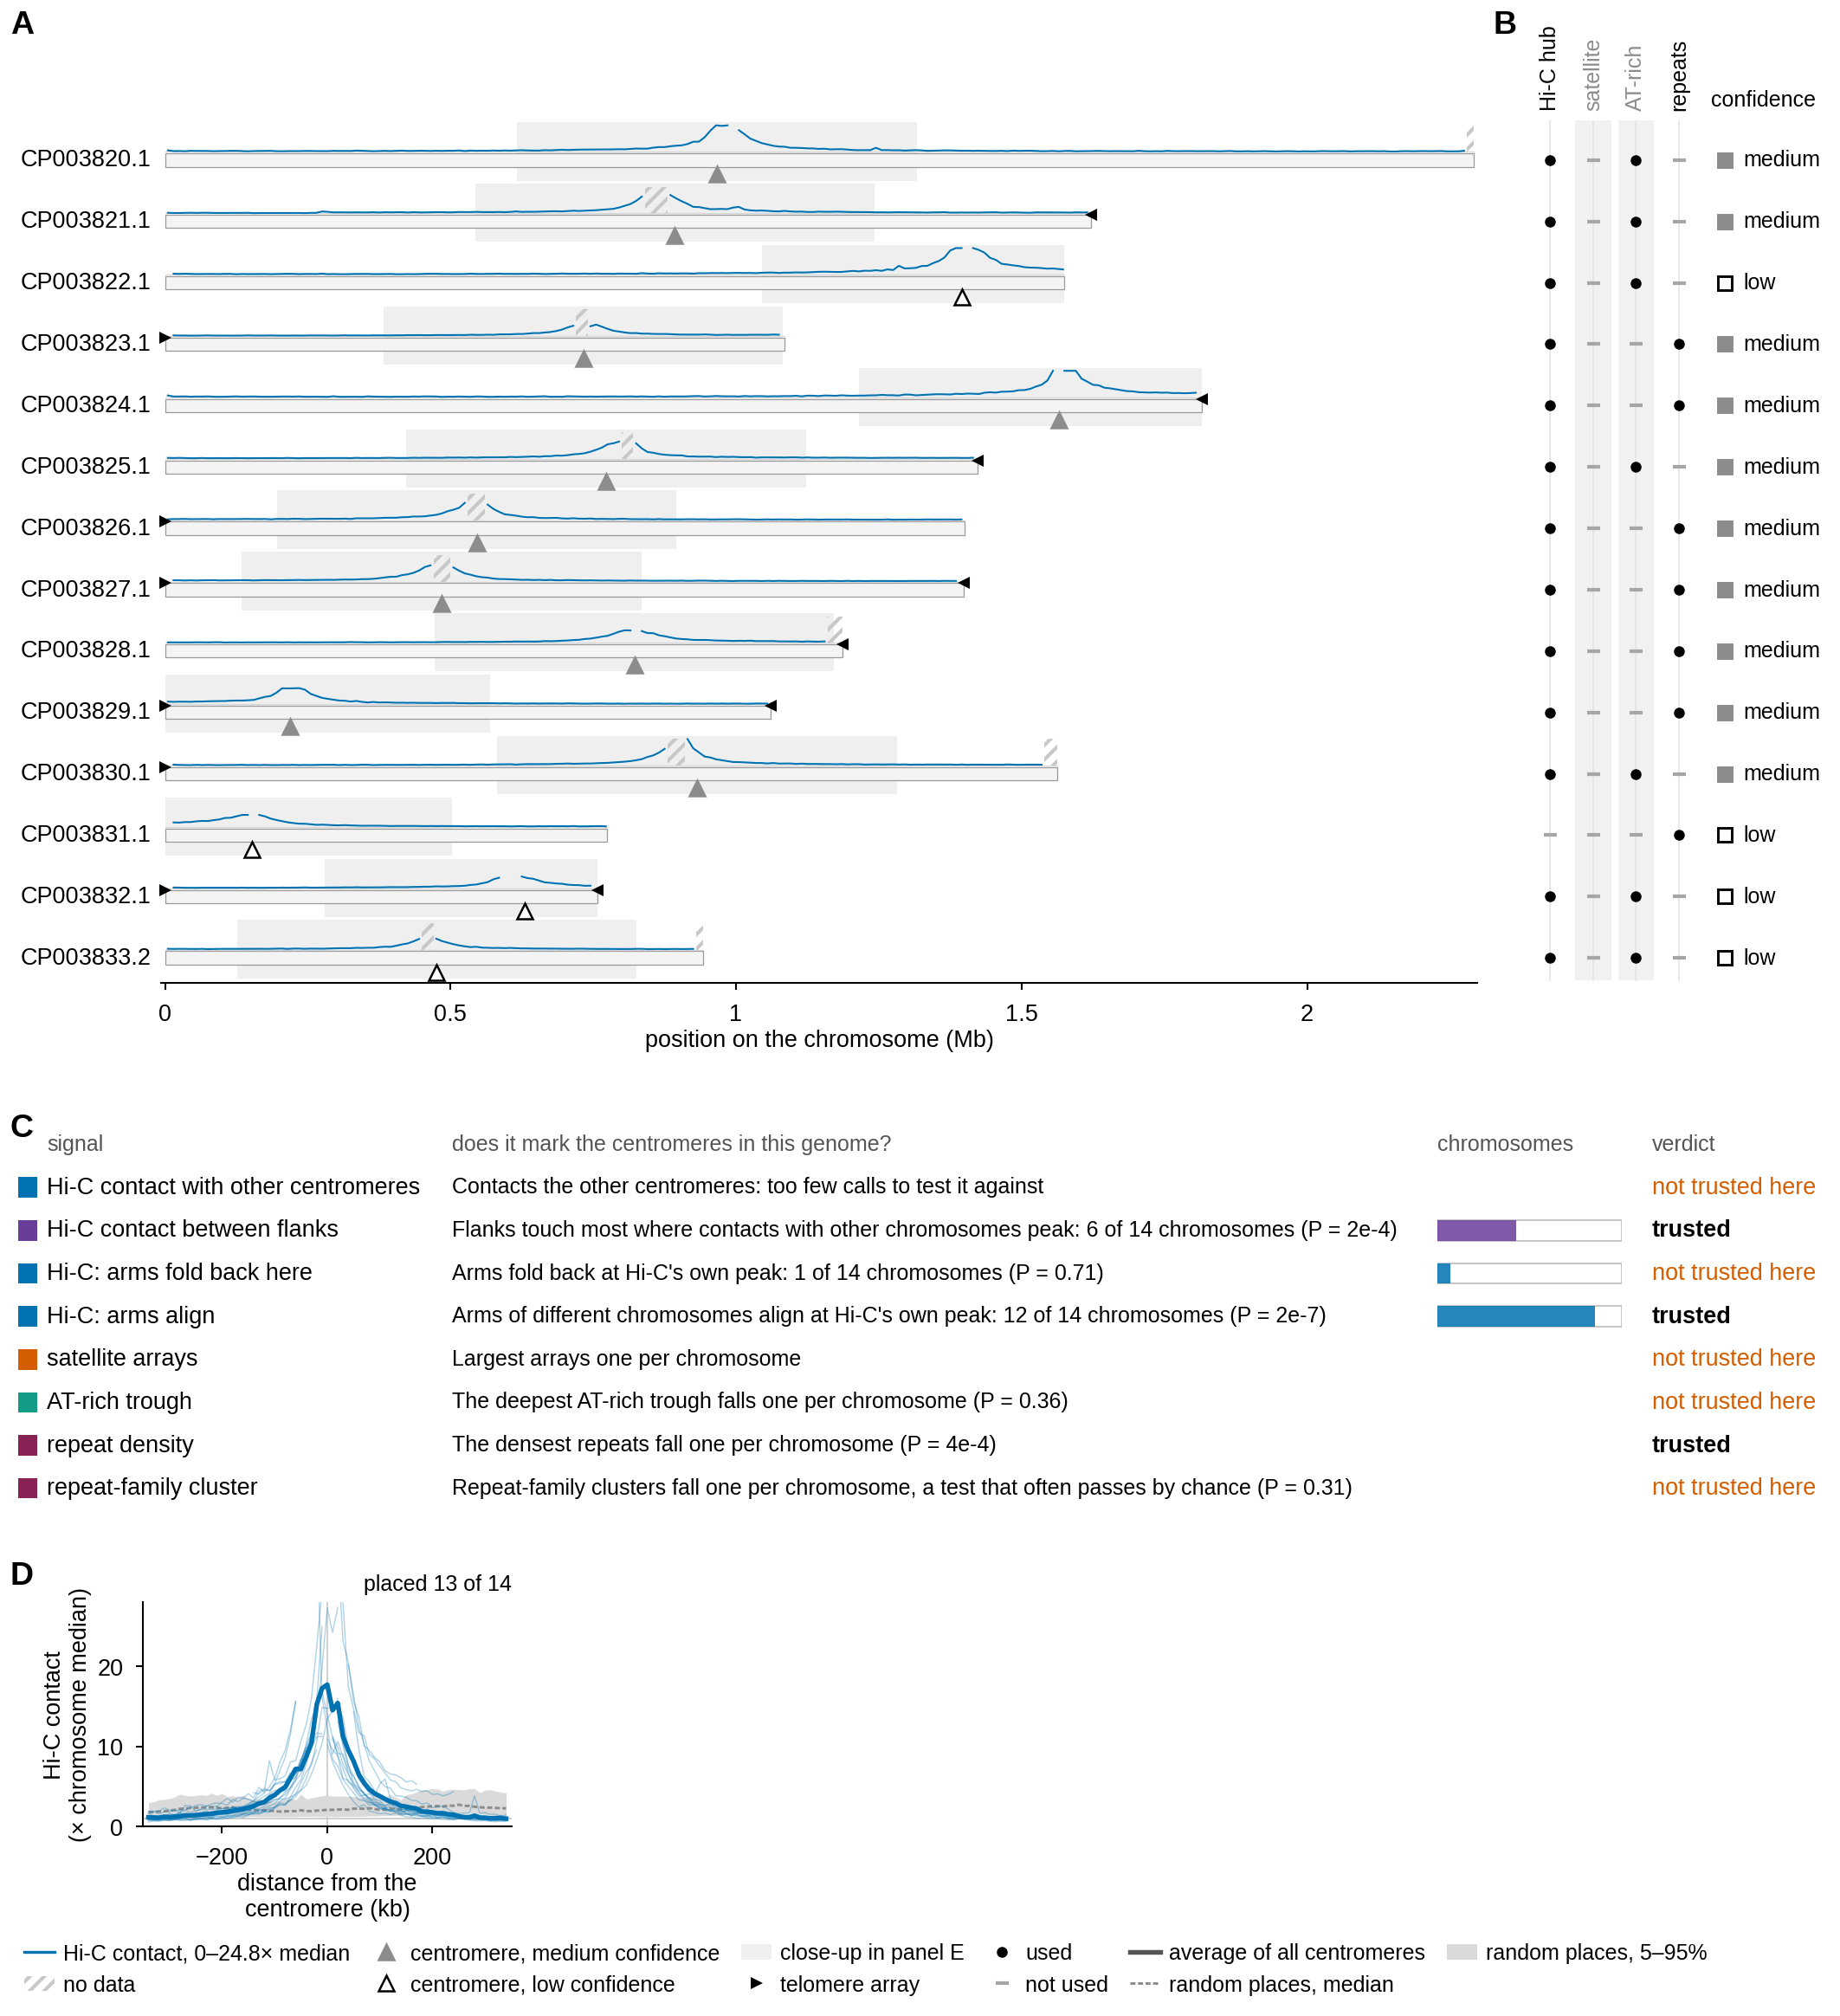 A
B
Hi-C hub
satellite
AT-rich
repeats
confidence
CP003820.1
medium
CP003821.1
medium
CP003822.1
low
CP003823.1
medium
CP003824.1
medium
CP003825.1
medium
CP003826.1
medium
CP003827.1
medium
CP003828.1
medium
CP003829.1
medium
CP003830.1
medium
CP003831.1
low
CP003832.1
low
CP003833.2
low
0 0.5 1 1.5 2
position on the chromosome (Mb)
C
signal does it mark the centromeres in this genome? chromosomes verdict
Hi-C contact with other centromeres Contacts the other centromeres: too few calls to test it against not trusted here
Hi-C contact between flanks Flanks touch most where contacts with other chromosomes peak: 6 of 14 chromosomes (P = 2e-4) trusted
Hi-C: arms fold back here Arms fold back at Hi-C's own peak: 1 of 14 chromosomes (P = 0.71) not trusted here
Hi-C: arms align Arms of different chromosomes align at Hi-C's own peak: 12 of 14 chromosomes (P = 2e-7) trusted
satellite arrays Largest arrays one per chromosome not trusted here
AT-rich trough The deepest AT-rich trough falls one per chromosome (P = 0.36) not trusted here
repeat density The densest repeats fall one per chromosome (P = 4e-4) trusted
repeat-family cluster Repeat-family clusters fall one per chromosome, a test that often passes by chance (P = 0.31) not trusted here
D
placed 13 of 14
Hi-C contact
(× chromosome median)
20
10
0
−200 0 200
distance from the
centromere (kb)
Hi-C contact, 0–24.8× median centromere, medium confidence close-up in panel E used average of all centromeres random places, 5–95%
no data centromere, low confidence telomere array not used random places, median